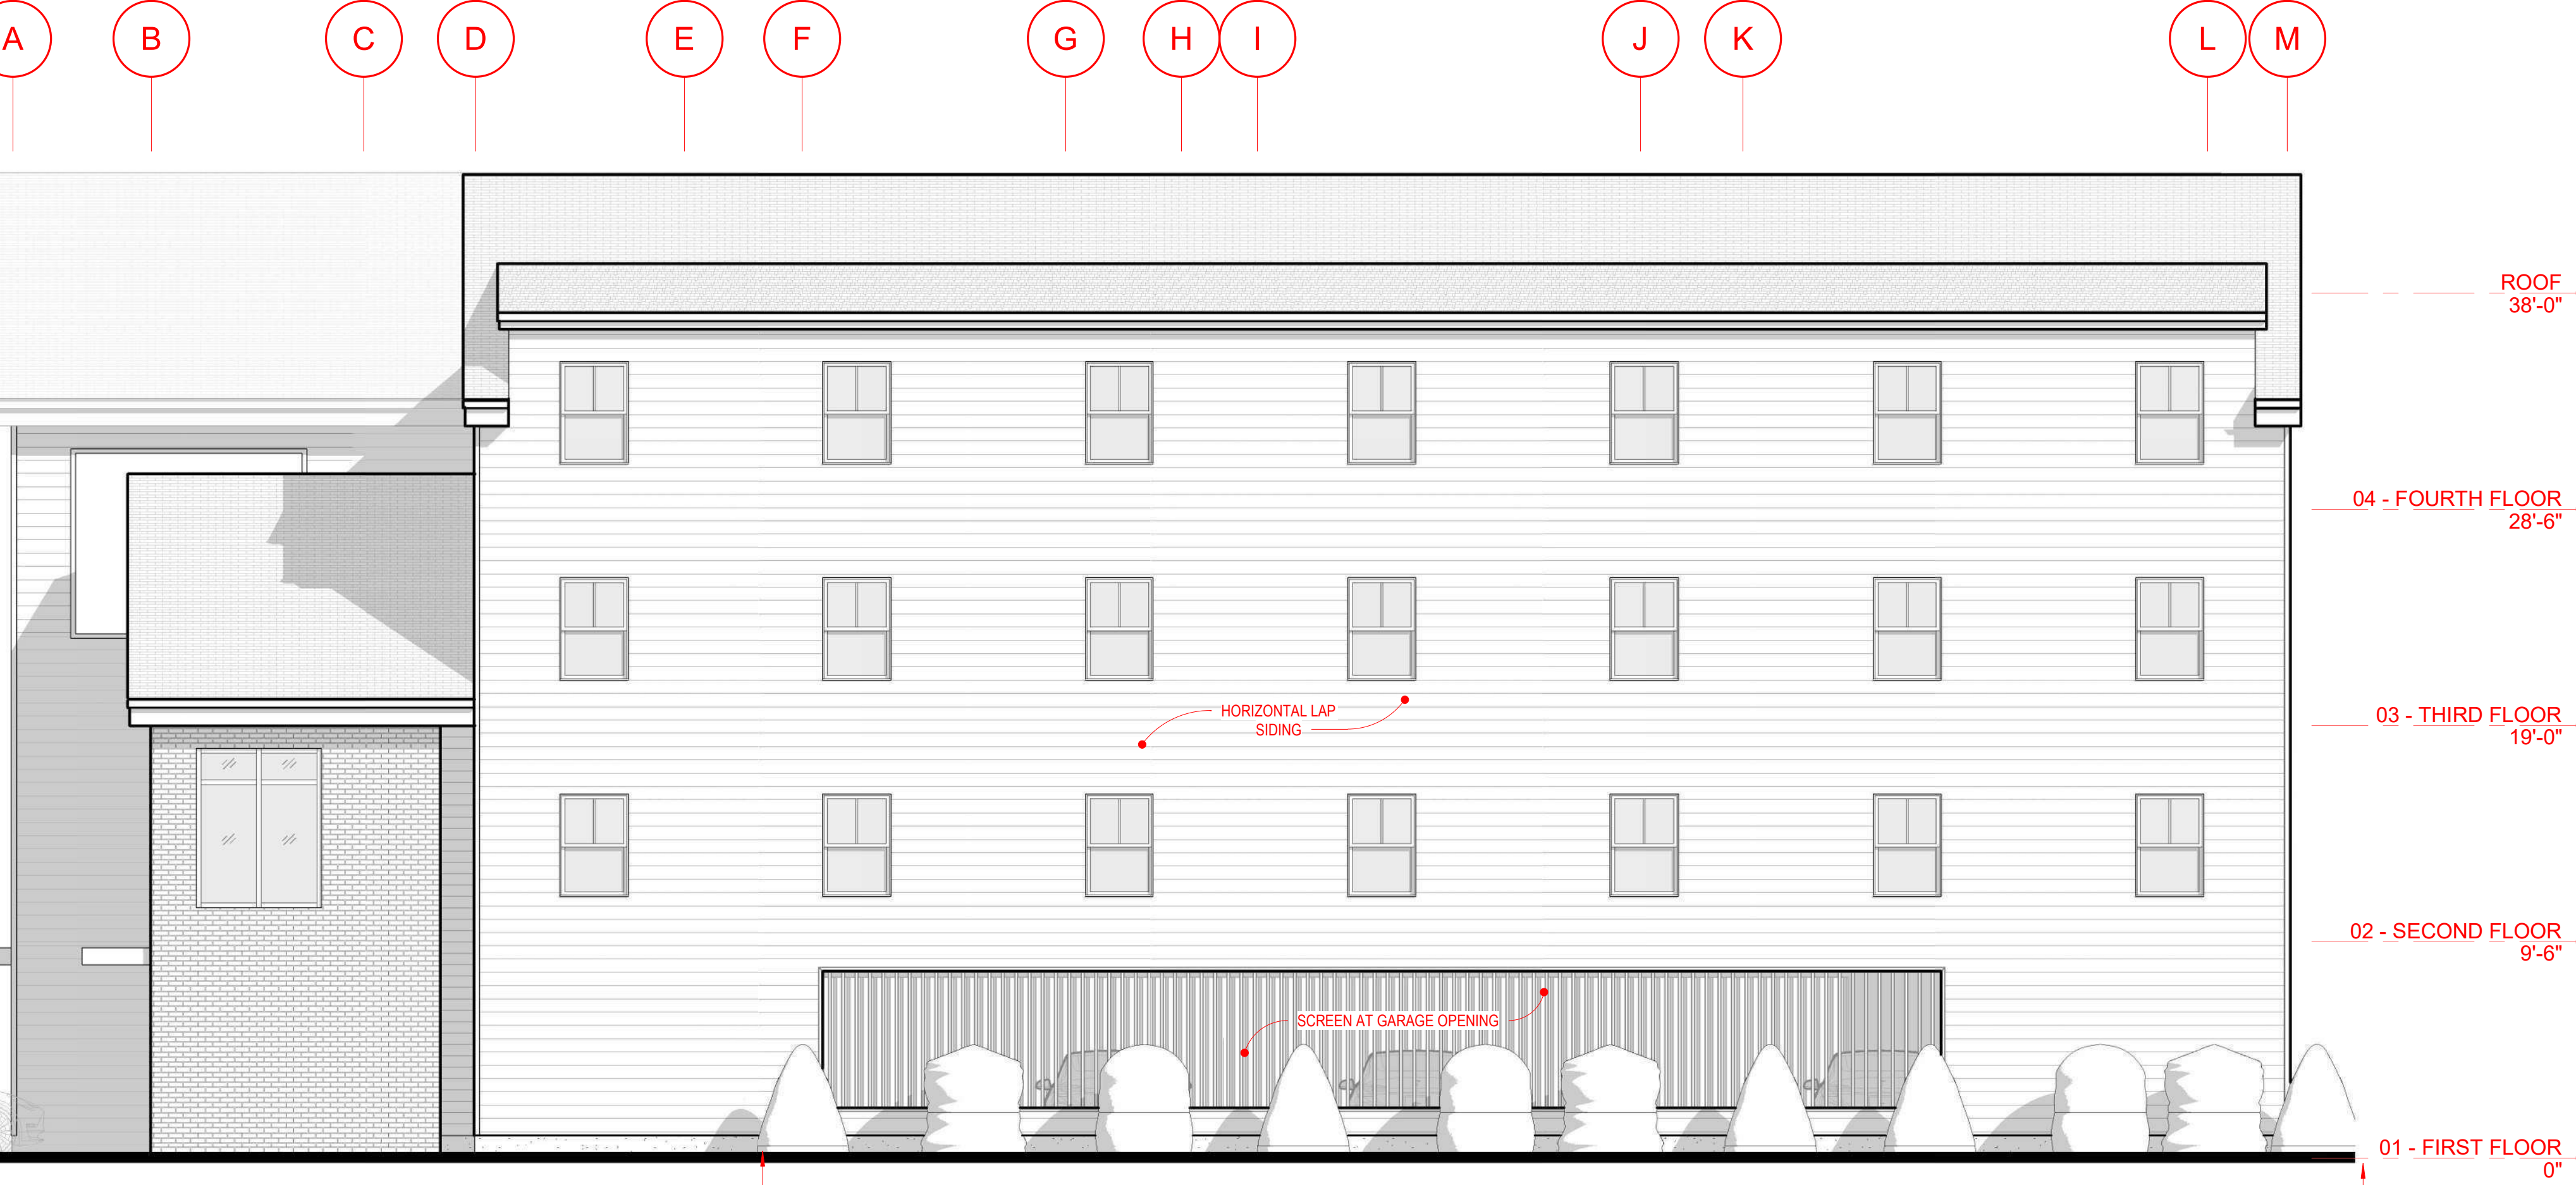 A B C D E F G H I J K L M
ROOF
38'-0"
04 - FOURTH FLOOR
28'-6"
HORIZONTAL LAP
SIDING
03 - THIRD FLOOR
19'-0"
02 - SECOND FLOOR
9'-6"
SCREEN AT GARAGE OPENING
01 - FIRST FLOOR
0"